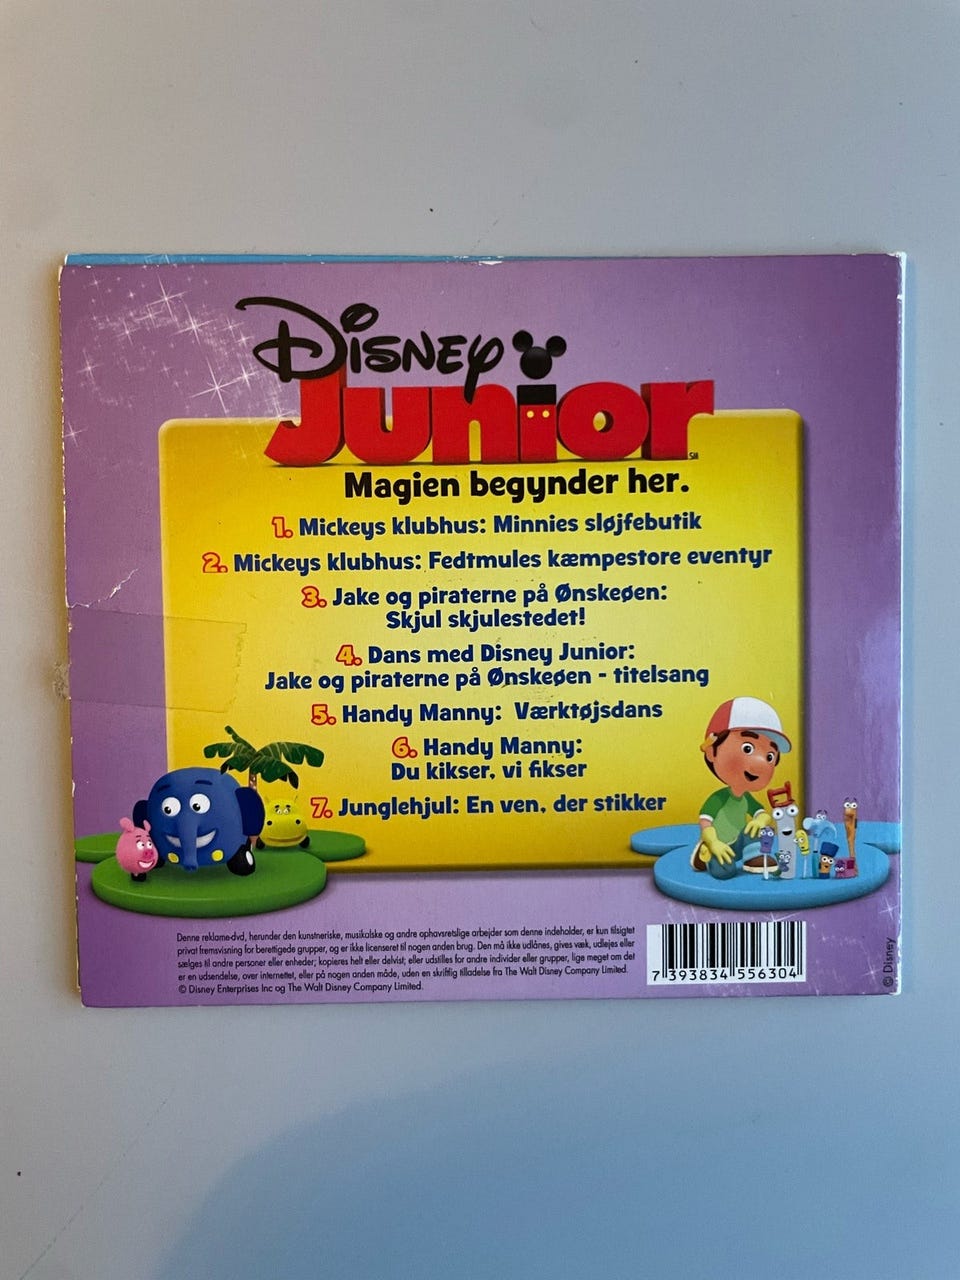 Disney
Junior
SM
Magien begynder her.
1. Mickeys klubhus: Minnies sløjfebutik
2. Mickeys klubhus: Fedtmules kæmpestore eventyr
3. Jake og piraterne på Ønskeøen:
Skjul skjulestedet!
4. Dans med Disney Junior:
Jake og piraterne på Ønskeøen - titelsang
5. Handy Manny: Værktøjsdans
6. Handy Manny:
Du kikser, vi fikser
7. Junglehjul: En ven, der stikker
Denne reklame-dvd, herunder den kunstneriske, musikalske og andre ophavsretslige arbejder som denne indeholder, er kun tilsigtet
privat fremvisning for berettigede grupper, og er ikke licenseret til nogen anden brug. Den må ikke udlånes, gives væk, udlejes eller
sælges til andre personer eller enheder; kopieres helt eller delvist; eller udstilles for andre individer eller grupper, lige meget om det
er en udsendelse, over internettet, eller på nogen anden måde, uden en skriftlig tilladelse fra The Walt Disney Company Limited.
© Disney Enterprises Inc og The Walt Disney Company Limited.
7 393834 556304
© Disney